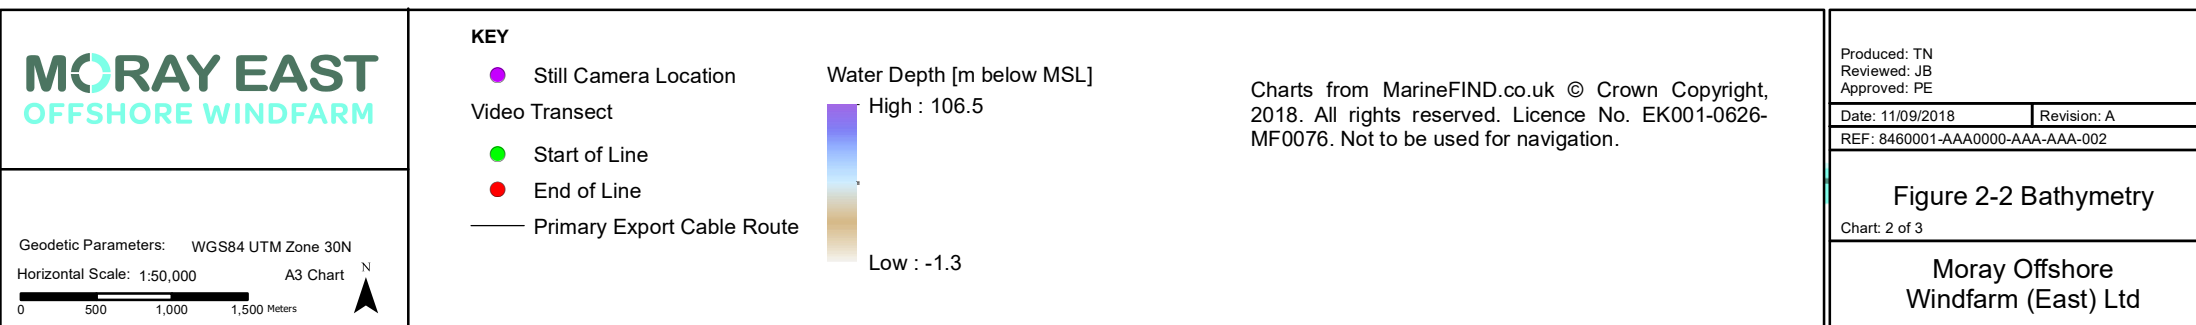 MORAY EAST
OFFSHORE WINDFARM
Geodetic Parameters: WGS84 UTM Zone 30N
Horizontal Scale: 1:50,000 A3 Chart N
0 500 1,000 1,500 Meters
KEY
Still Camera Location
Video Transect
Start of Line
End of Line
Primary Export Cable Route
Water Depth [m below MSL]
High : 106.5
Low : -1.3
Charts from MarineFIND.co.uk © Crown Copyright,
2018. All rights reserved. Licence No. EK001-0626-
MF0076. Not to be used for navigation.
Produced: TN
Reviewed: JB
Approved: PE
Date: 11/09/2018 Revision: A
REF: 8460001-AAA0000-AAA-AAA-002
Figure 2-2 Bathymetry
Chart: 2 of 3
Moray Offshore
Windfarm (East) Ltd